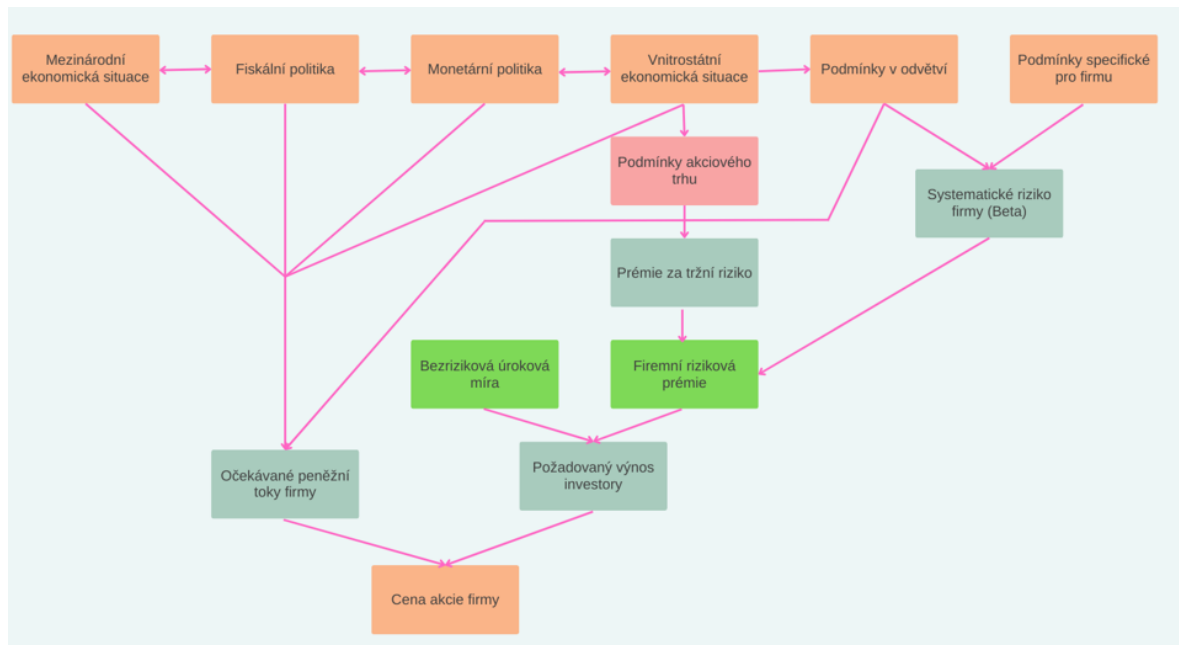 Mezinárodní
ekonomická situace
Fiskální politika
Monetární politika
Vnitrostátní
ekonomická situace
Podmínky v odvětví
Podmínky specifické
pro firmu
Podmínky akciového
trhu
Systematické riziko
firmy (Beta)
Prémie za tržní riziko
Bezriziková úroková
míra
Firemní riziková
prémie
Očekávané peněžní
toky firmy
Požadovaný výnos
investory
Cena akcie firmy